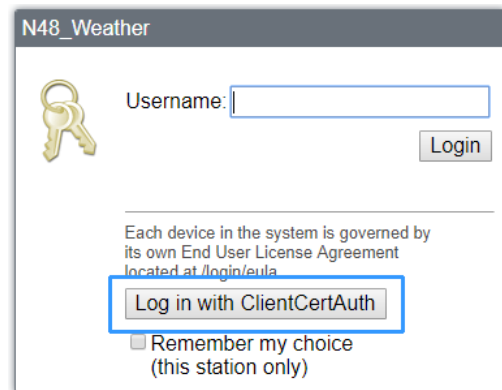 N48_Weather
Username:
Login
Each device in the system is governed by
its own End User License Agreement
located at /login/eula
Log in with ClientCertAuth
Remember my choice
(this station only)